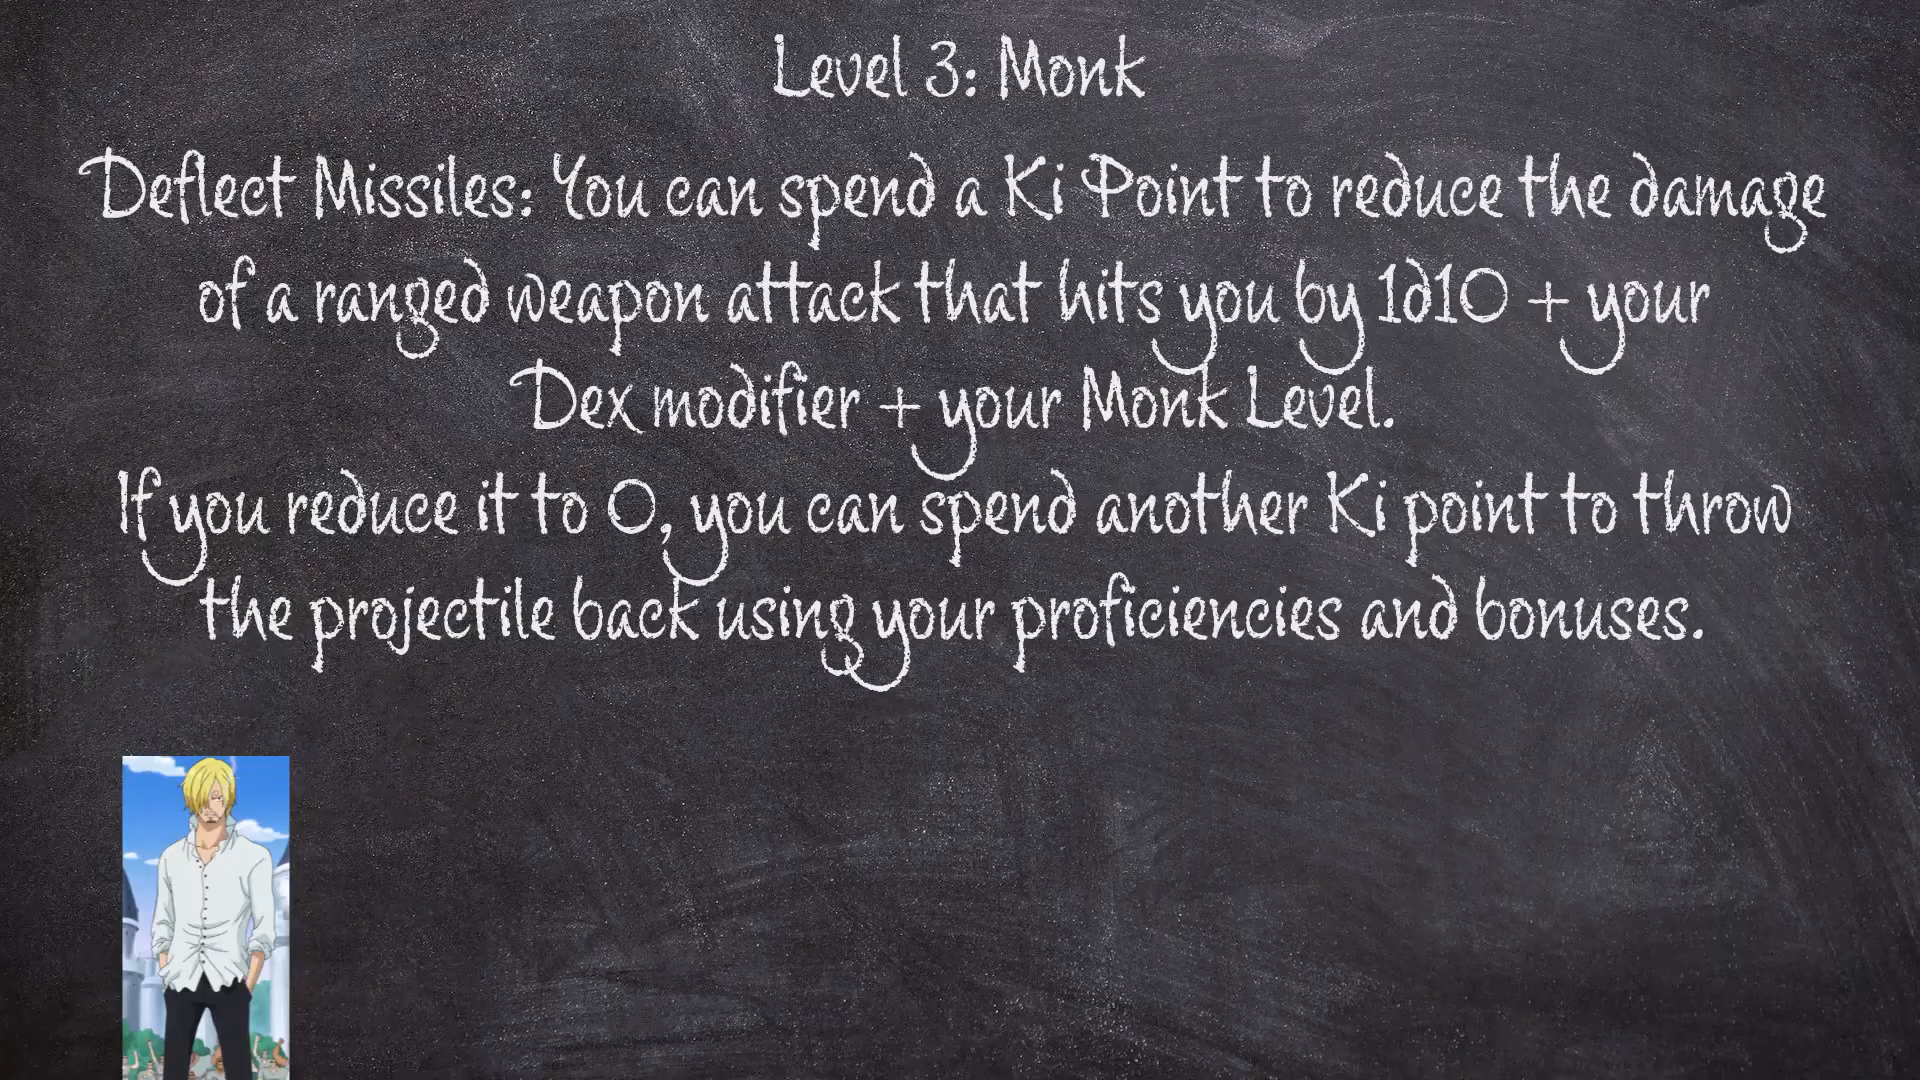 Level 3: Monk
Deflect Missiles: You can spend a Ki Point to reduce the damage
of a ranged weapon attack that hits you by 1d10 + your
Dex modifier + your Monk Level.
If you reduce it to 0, you can spend another Ki point to throw
the projectile back using your proficiencies and bonuses.